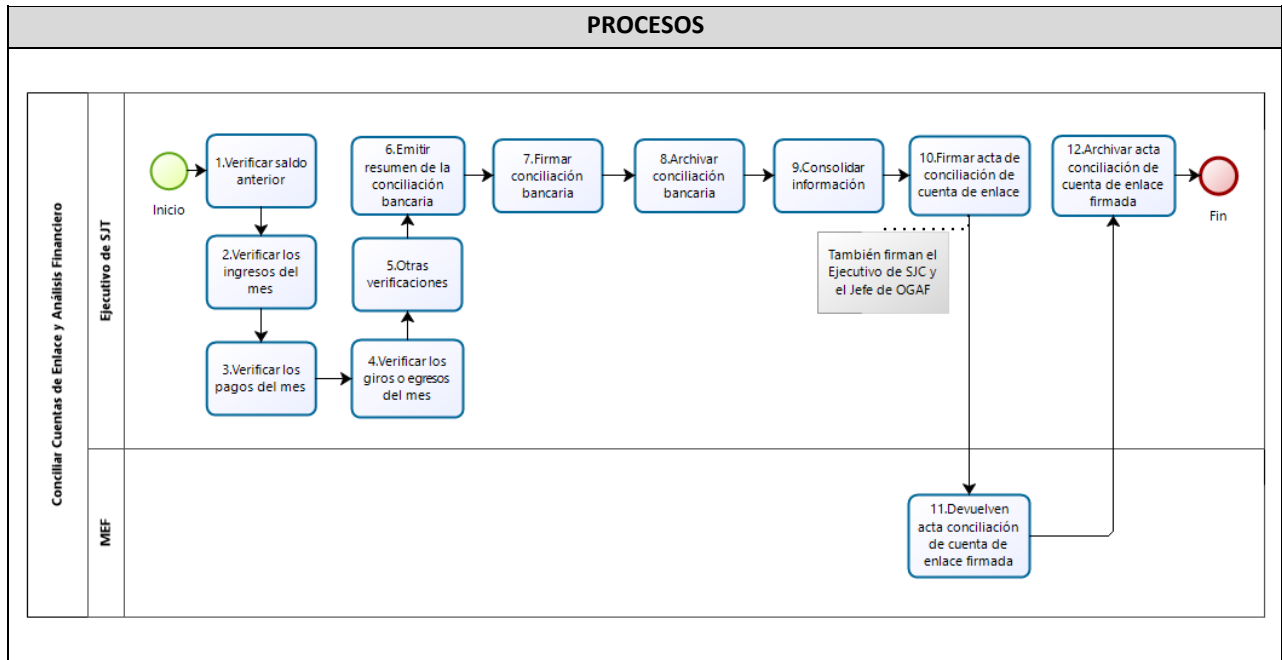 PROCESOS
Conciliar Cuentas de Enlace y Análisis Financiero
Ejecutivo de SJT
Inicio
1.Verificar saldo
anterior
2.Verificar los
ingresos del
mes
3.Verificar los
pagos del mes
4.Verificar los
giros o egresos
del mes
5.Otras
verificaciones
6.Emitir
resumen de la
conciliación
bancaria
7.Firmar
conciliación
bancaria
8.Archivar
conciliación
bancaria
9.Consolidar
información
10.Firmar acta de
conciliación de
cuenta de enlace
También firman el
Ejecutivo de SJC y
el Jefe de OGAF
MEF
11.Devuelven
acta conciliación
de cuenta de
enlace firmada
12.Archivar acta
conciliación de
cuenta de enlace
firmada
Fin